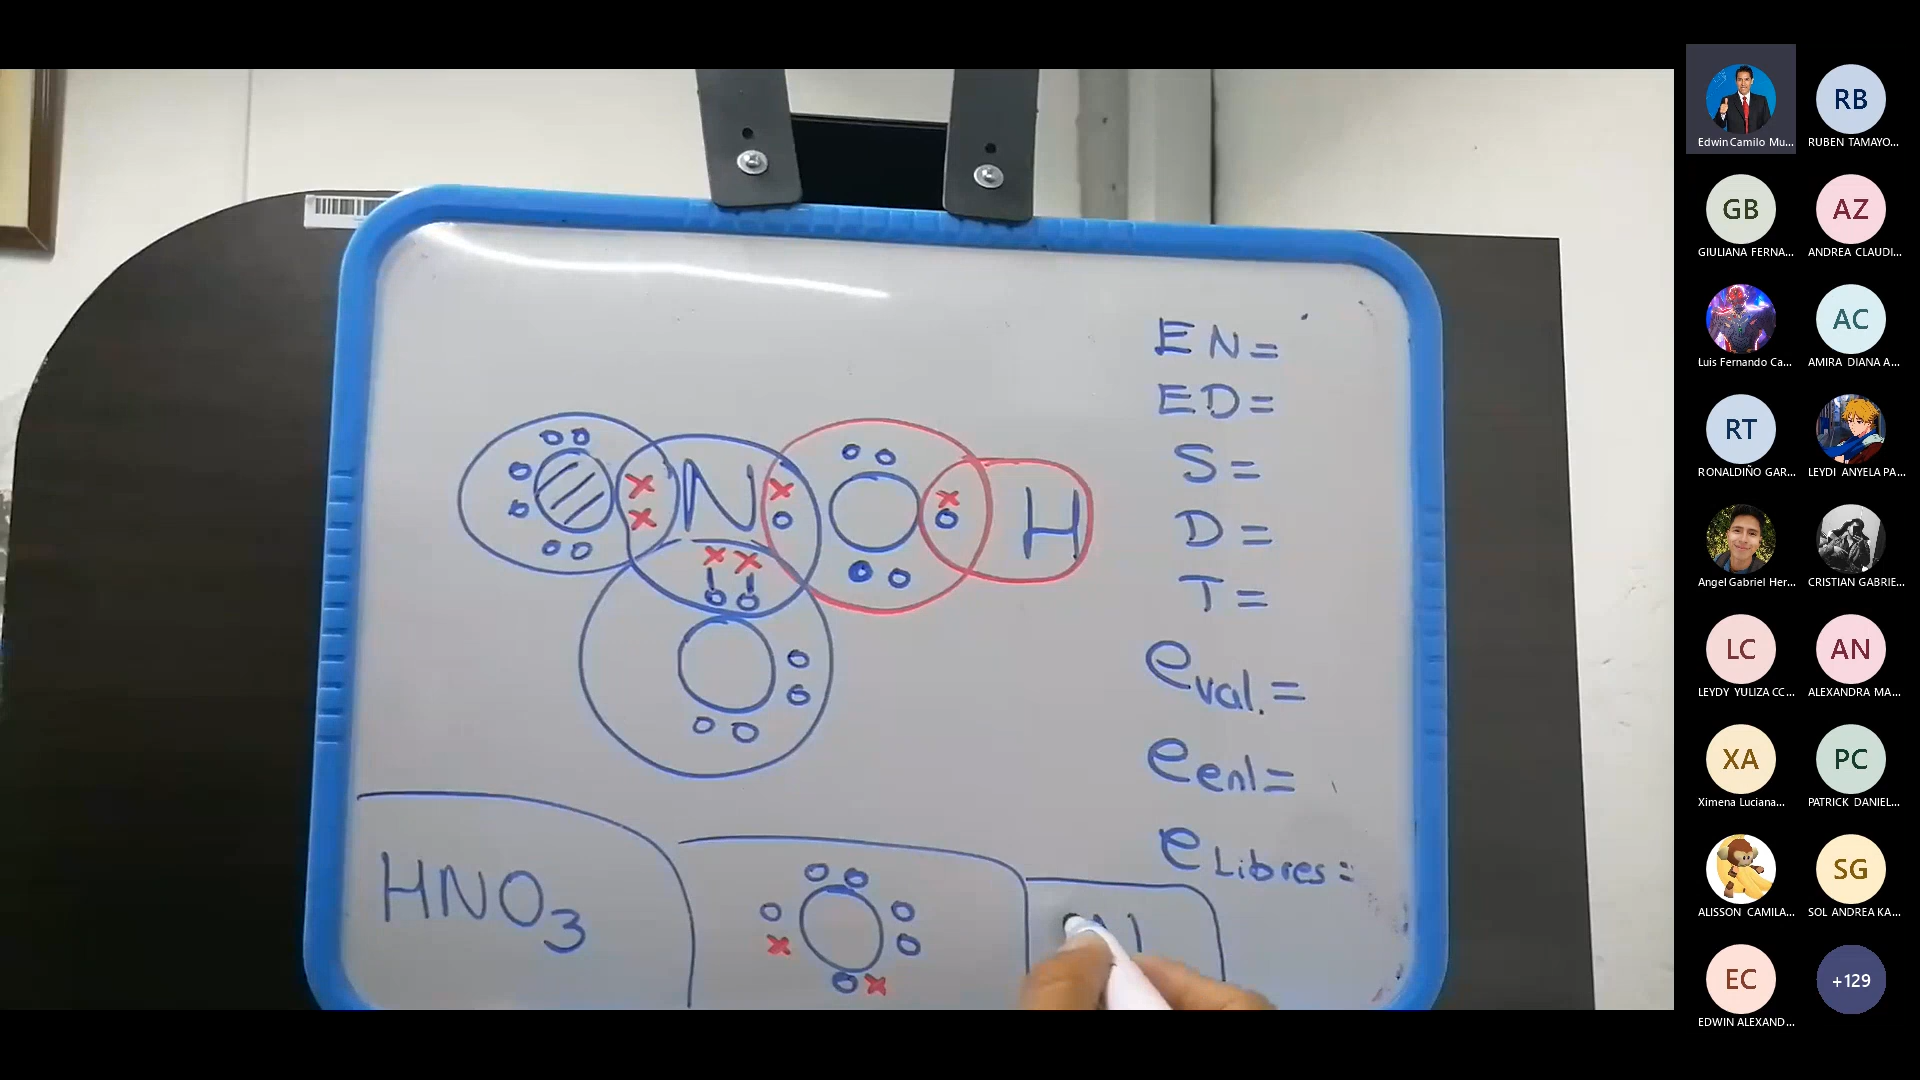 EN=
ED=
S=
D=
T=
eval.=
eenl=
eLibres=
N
H
HNO3
Edwin Camilo Mu...
RB
RUBEN TAMAYO...
GB
GIULIANA FERNA...
AZ
ANDREA CLAUDI...
Luis Fernando Ca...
AC
AMIRA DIANA A...
RT
RONALDIÑO GAR...
LEYDI ANYELA PA...
Angel Gabriel Her...
CRISTIAN GABRIE...
LC
LEYDY YULIZA CC...
AN
ALEXANDRA MA...
XA
Ximena Luciana...
PC
PATRICK DANIEL...
ALISSON CAMILA...
SG
SOL ANDREA KA...
EC
EDWIN ALEXAND...
+129